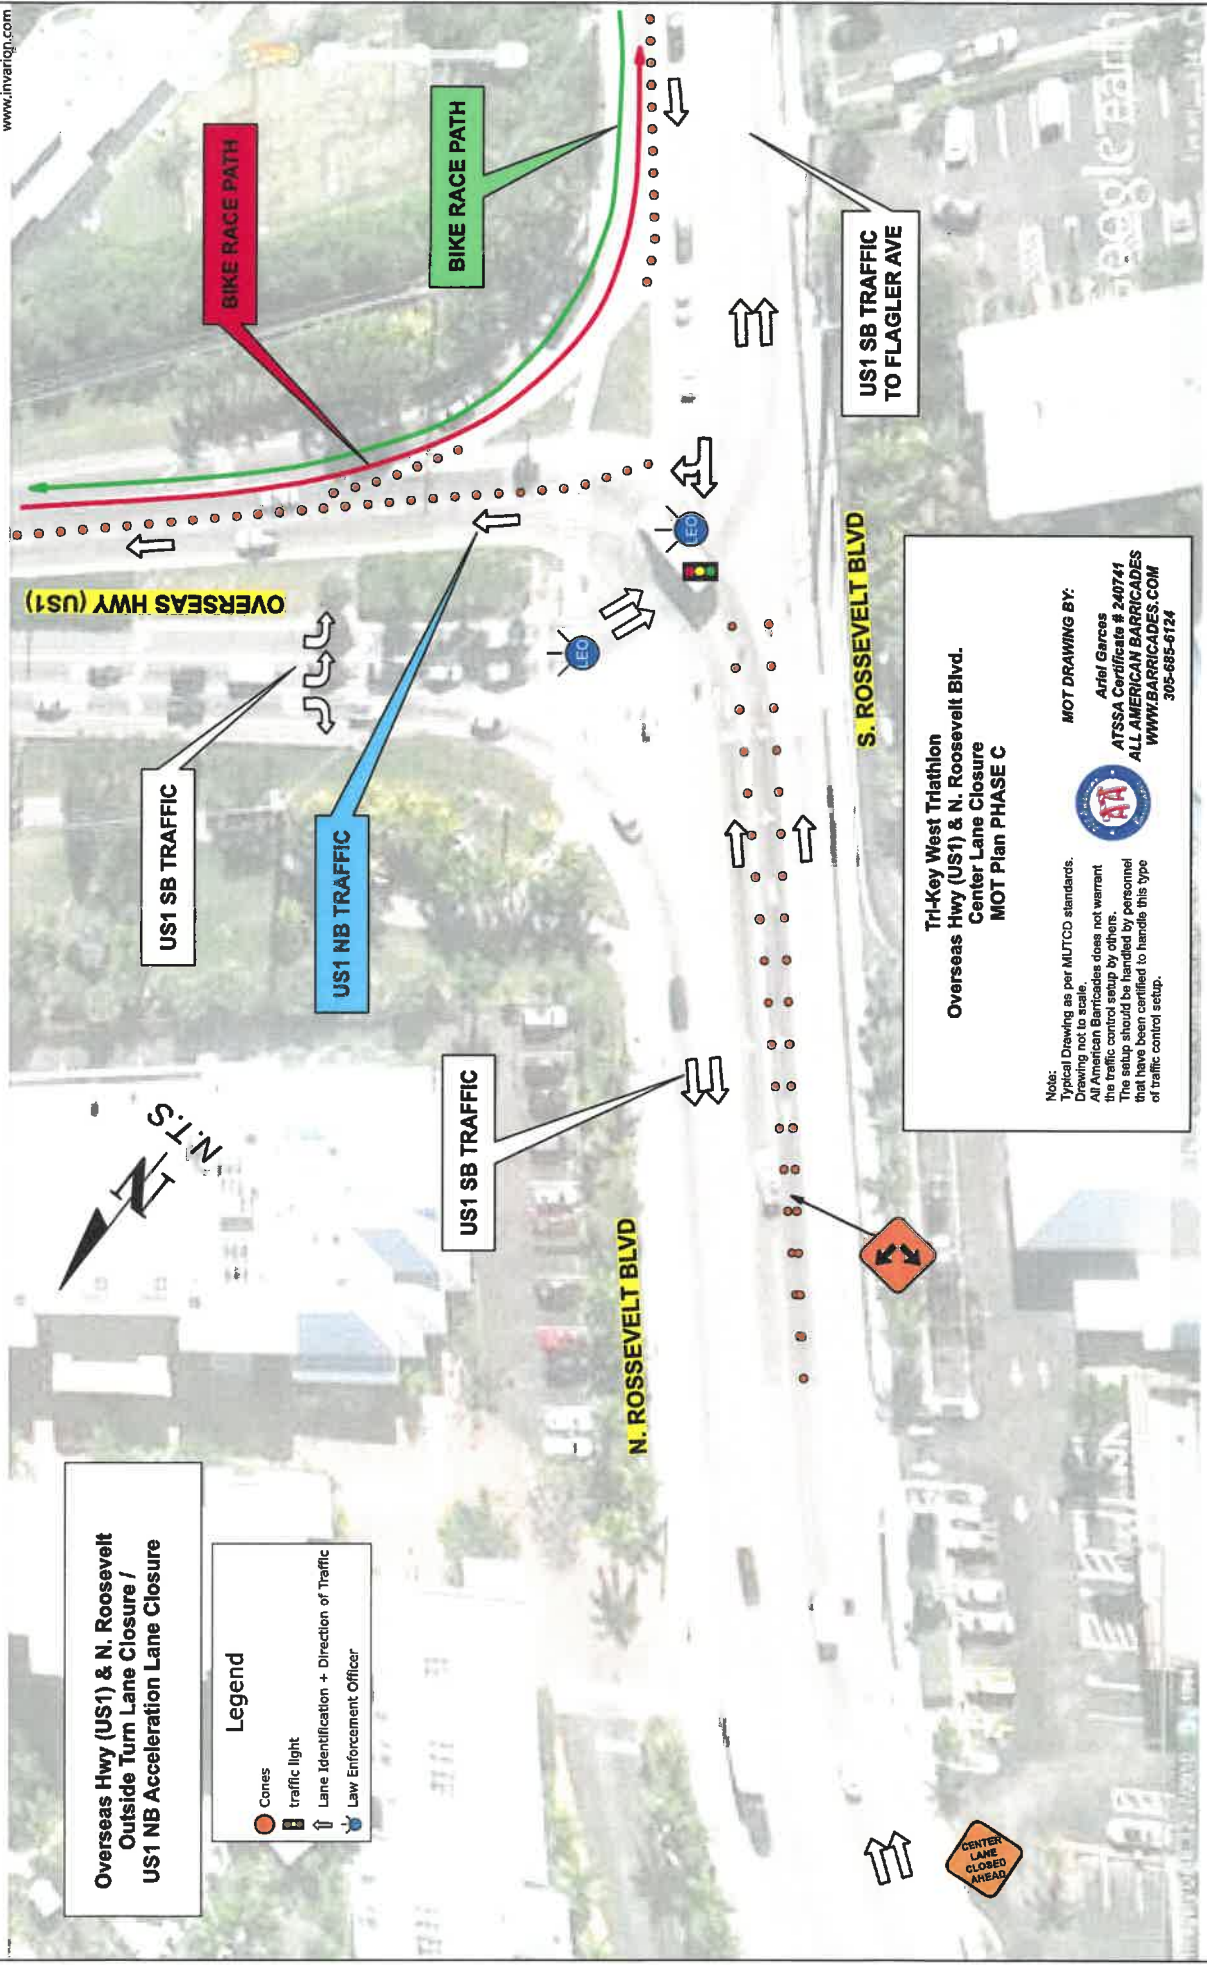 www.invarion.com
Overseas Hwy (US1) & N. Roosevelt
Outside Turn Lane Closure /
US1 NB Acceleration Lane Closure
Legend
Cones
traffic light
Lane Identification + Direction of Traffic
Law Enforcement Officer
N
N.T.S
US1 SB TRAFFIC
US1 NB TRAFFIC
OVERSEAS HWY (US1)
BIKE RACE PATH
BIKE RACE PATH
US1 SB TRAFFIC
LEO
LEO
N. ROSSEVELT BLVD
S. ROSSEVELT BLVD
US1 SB TRAFFIC
TO FLAGLER AVE
CENTER
LANE
CLOSED
AHEAD
Tri-Key West Triathlon
Overseas Hwy (US1) & N. Roosevelt Blvd.
Center Lane Closure
MOT Plan PHASE C
Note:
Typical Drawing as per MUTCD standards.
Drawing not to scale.
All American Barricades does not warrant
the traffic control setup by others.
The setup should be handled by personnel
that have been certified to handle this type
of traffic control setup.
MOT DRAWING BY:
Ariel Garces
ATSSA Certificate # 240741
ALL AMERICAN BARRICADES
WWW.BARRICADES.COM
305-685-6124